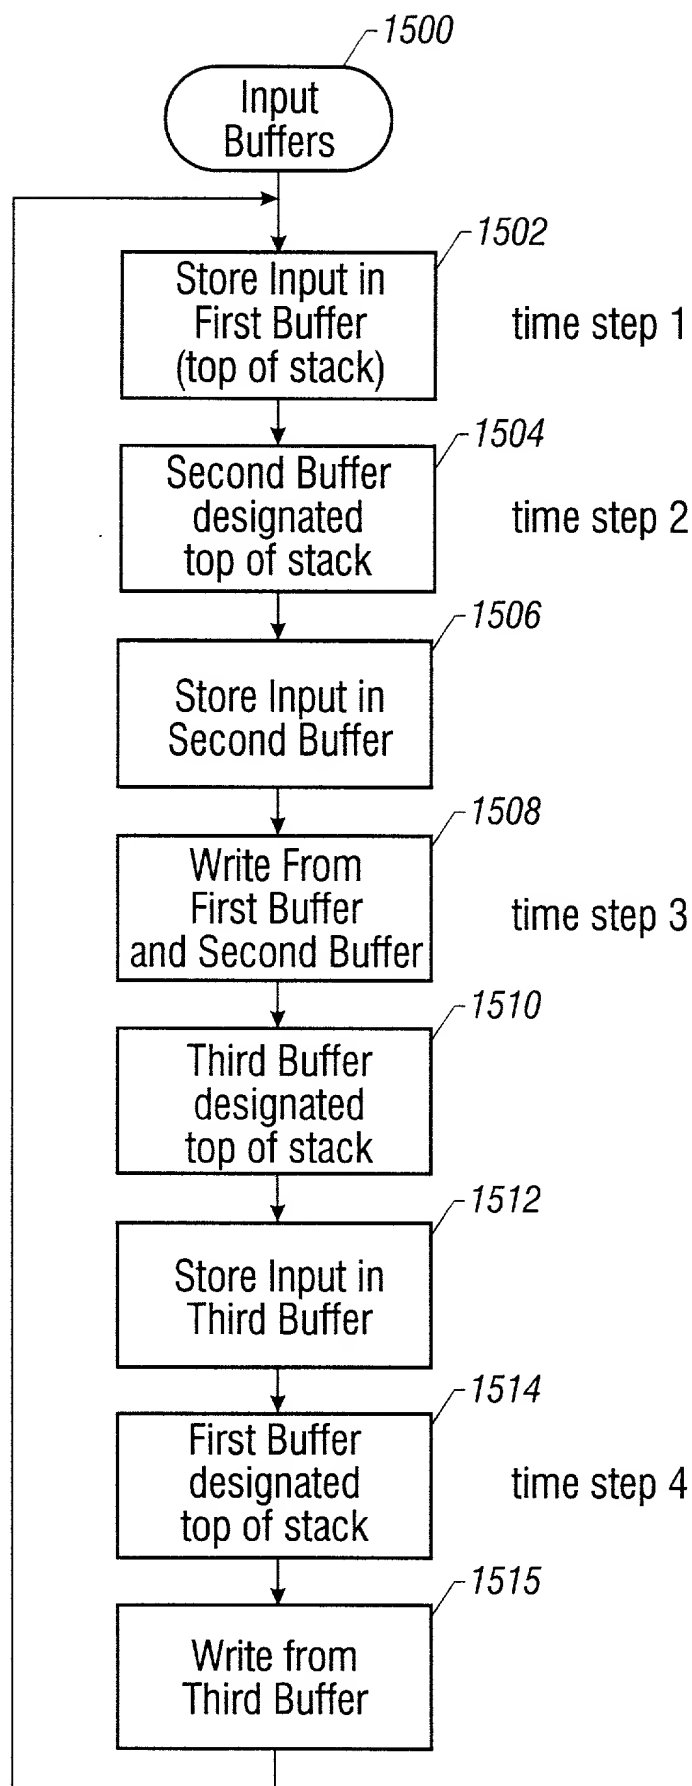 1500
Input
Buffers
1502
Store Input in
First Buffer
(top of stack)
time step 1
1504
Second Buffer
designated
top of stack
time step 2
1506
Store Input in
Second Buffer
1508
Write From
First Buffer
and Second Buffer
time step 3
1510
Third Buffer
designated
top of stack
1512
Store Input in
Third Buffer
1514
First Buffer
designated
top of stack
time step 4
1515
Write from
Third Buffer